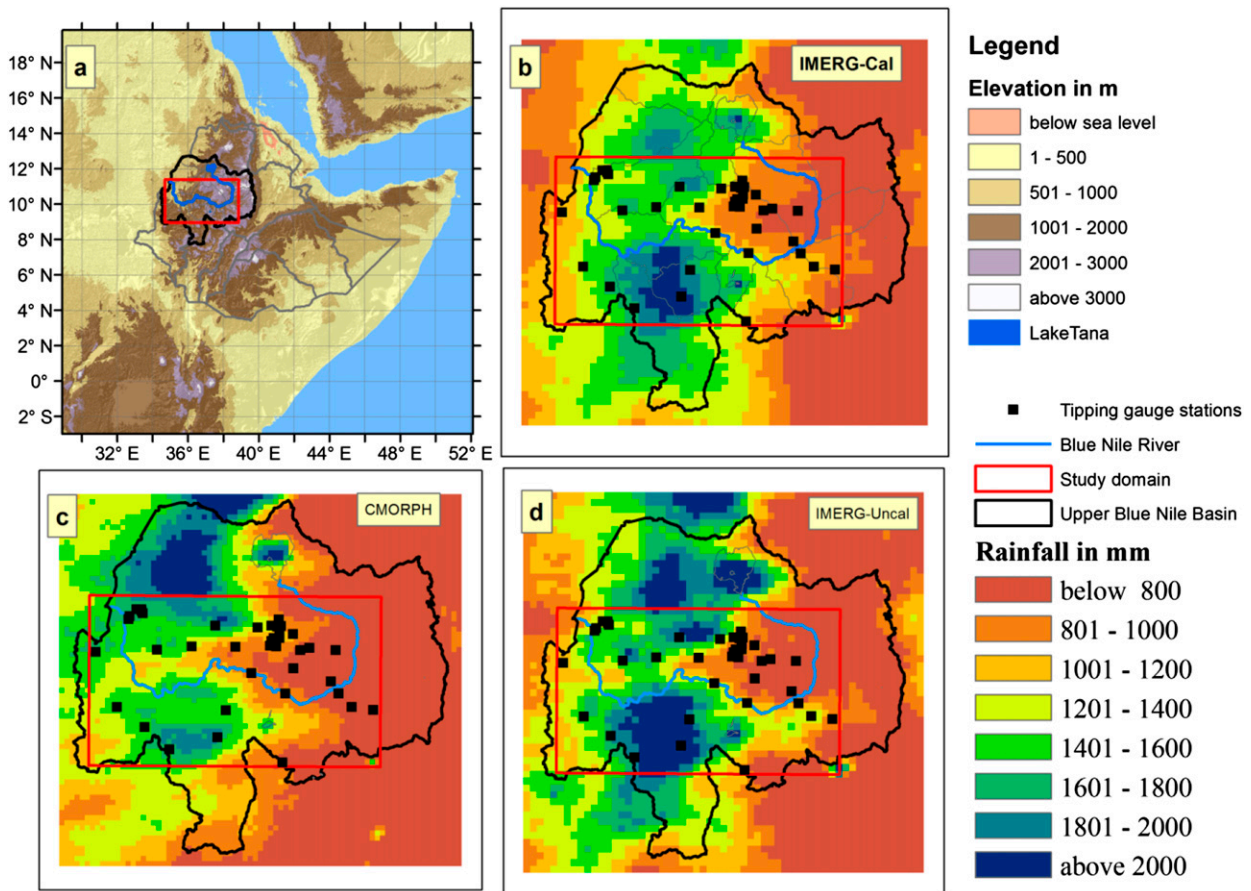 a
18° N
16° N
14° N
12° N
10° N
8° N
6° N
4° N
2° N
0°
2° S
32° E
36° E
40° E
44° E
48° E
52° E
b
IMERG-Cal
Legend
Elevation in m
below sea level
1 - 500
501 - 1000
1001 - 2000
2001 - 3000
above 3000
LakeTana
Tipping gauge stations
Blue Nile River
Study domain
Upper Blue Nile Basin
c
CMORPH
d
IMERG-Uncal
Rainfall in mm
below 800
801 - 1000
1001 - 1200
1201 - 1400
1401 - 1600
1601 - 1800
1801 - 2000
above 2000